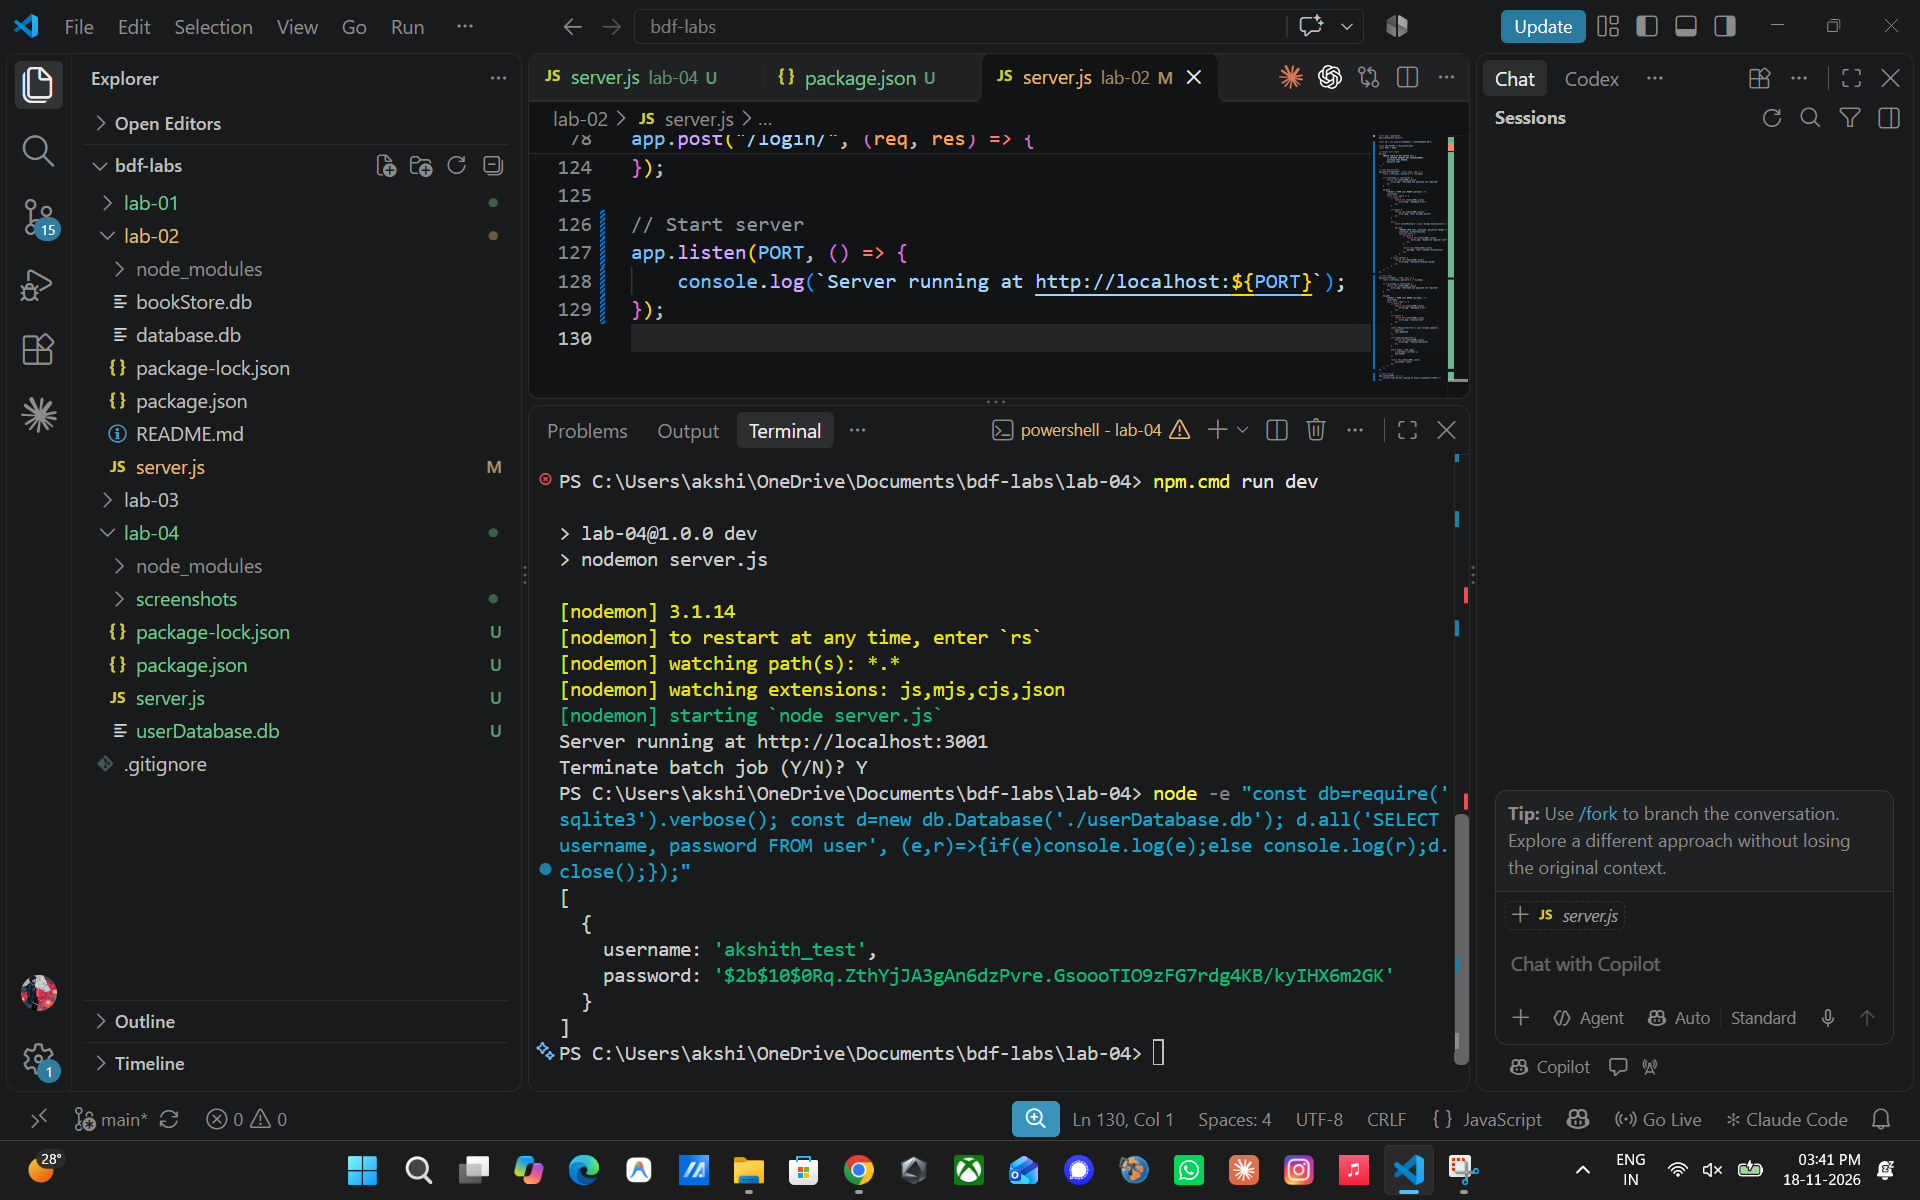 File Edit Selection View Go Run ···
bdf-labs
Update
Explorer
Open Editors
bdf-labs
lab-01
lab-02
node_modules
bookStore.db
database.db
{} package-lock.json
{} package.json
README.md
JS server.js M
lab-03
lab-04
node_modules
screenshots
{} package-lock.json U
{} package.json U
JS server.js U
userDatabase.db U
.gitignore
Outline
Timeline
15
1
JS server.js lab-04 U
{} package.json U
JS server.js lab-02 M
lab-02 > JS server.js > ...
78 app.post("/login/", (req, res) => {
124 });
125
126 // Start server
127 app.listen(PORT, () => {
128 console.log(`Server running at http://localhost:${PORT}`);
129 });
130
Problems Output Terminal ···
powershell - lab-04
PS C:\Users\akshi\OneDrive\Documents\bdf-labs\lab-04> npm.cmd run dev
> lab-04@1.0.0 dev
> nodemon server.js
[nodemon] 3.1.14
[nodemon] to restart at any time, enter `rs`
[nodemon] watching path(s): *.*
[nodemon] watching extensions: js,mjs,cjs,json
[nodemon] starting `node server.js`
Server running at http://localhost:3001
Terminate batch job (Y/N)? Y
PS C:\Users\akshi\OneDrive\Documents\bdf-labs\lab-04> node -e "const db=require('
sqlite3').verbose(); const d=new db.Database('./userDatabase.db'); d.all('SELECT
username, password FROM user', (e,r)=>{if(e)console.log(e);else console.log(r);d.
close();});"
[
{
username: 'akshith_test',
password: '$2b$10$0Rq.ZthYjJA3gAn6dzPvre.GsoooTIO9zFG7rdg4KB/kyIHX6m2GK'
}
]
PS C:\Users\akshi\OneDrive\Documents\bdf-labs\lab-04>
Chat Codex ···
Sessions
Tip: Use /fork to branch the conversation.
Explore a different approach without losing
the original context.
JS server.js
Chat with Copilot
Agent Auto Standard
Copilot
main* 0 0
Ln 130, Col 1 Spaces: 4 UTF-8 CRLF {} JavaScript Go Live Claude Code
28°
ENG
IN
03:41 PM
18-11-2026